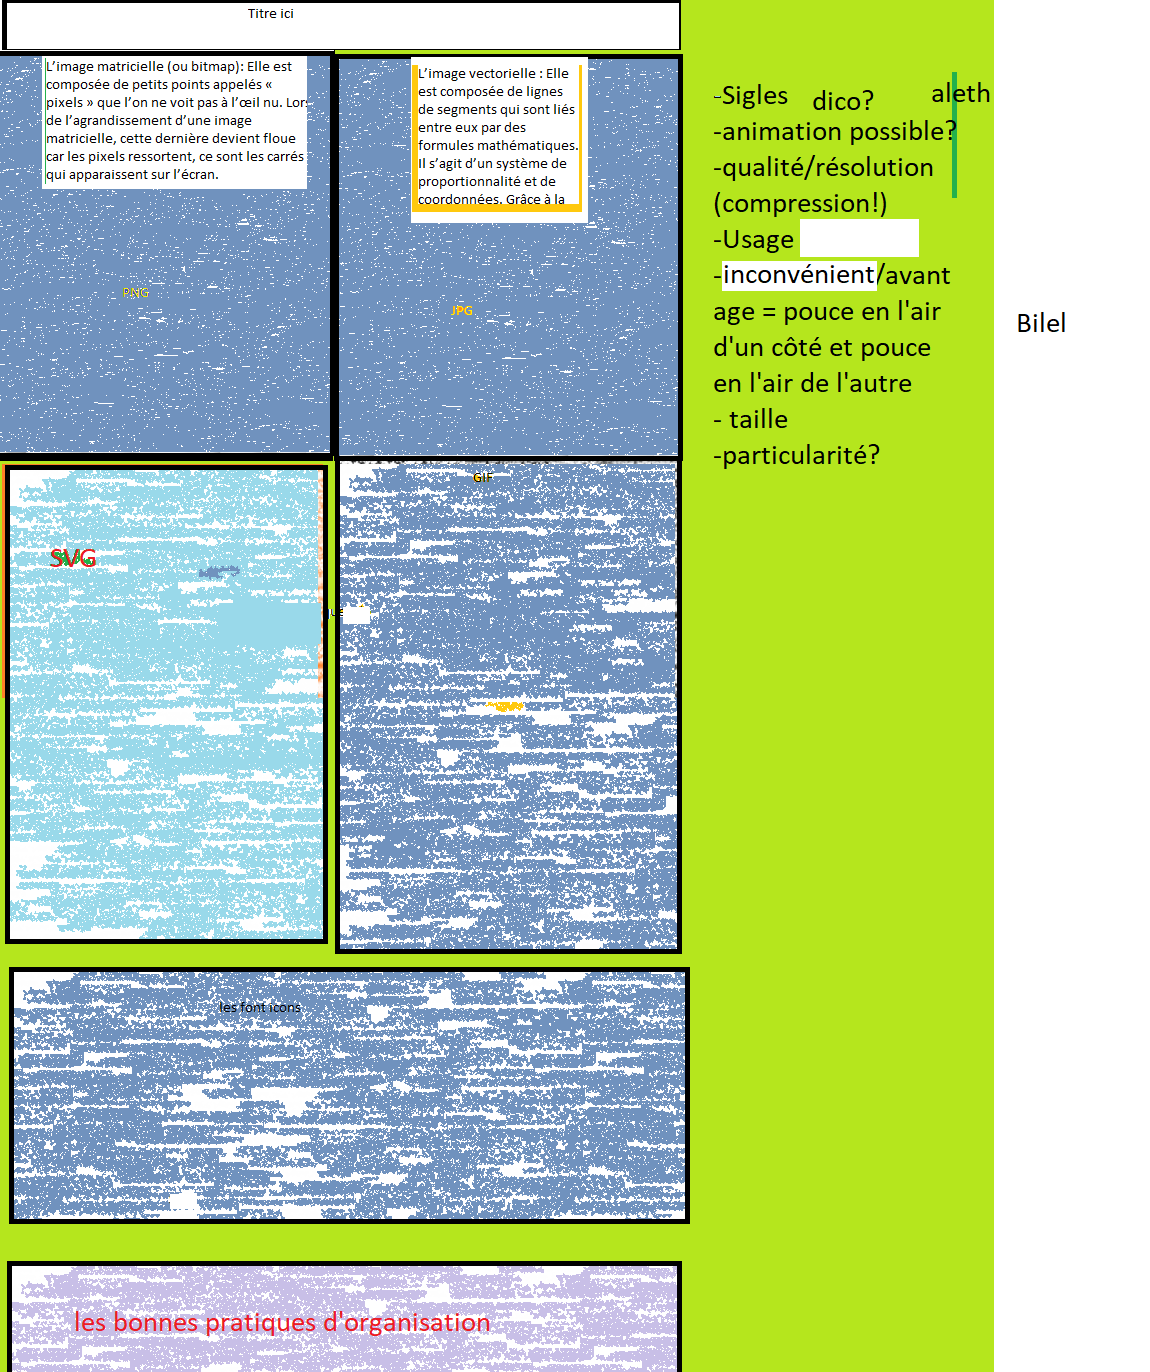 Titre ici
L’image matricielle (ou bitmap): Elle est
composée de petits points appelés «
pixels » que l’on ne voit pas à l’œil nu. Lors
de l’agrandissement d’une image
matricielle, cette dernière devient floue
car les pixels ressortent, ce sont les carrés
qui apparaissent sur l’écran.
PNG
L’image vectorielle : Elle
est composée de lignes
de segments qui sont liés
entre eux par des
formules mathématiques.
Il s’agit d’un système de
proportionnalité et de
coordonnées. Grâce à la
JPG
SVG
GIF
les font icons
les bonnes pratiques d'organisation
-Sigles dico? aleth
-animation possible?
-qualité/résolution
(compression!)
-Usage
-inconvénient/avant
age = pouce en l'air
d'un côté et pouce
en l'air de l'autre
- taille
-particularité?
Bilel